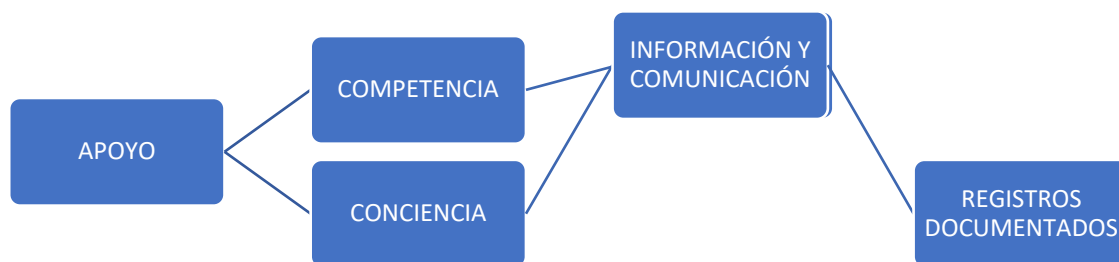 APOYO
COMPETENCIA
CONCIENCIA
INFORMACIÓN Y
COMUNICACIÓN
REGISTROS
DOCUMENTADOS